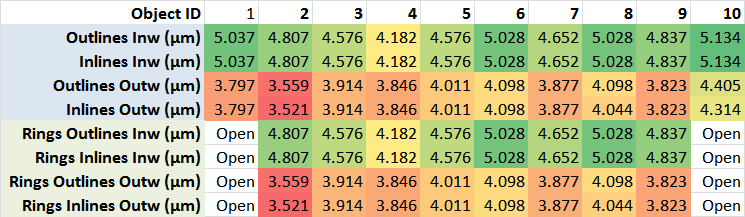 Object ID 1 2 3 4 5 6 7 8 9 10
Outlines Inw (µm) 5.037 4.807 4.576 4.182 4.576 5.028 4.652 5.028 4.837 5.134
Inlines Inw (µm) 5.037 4.807 4.576 4.182 4.576 5.028 4.652 5.028 4.837 5.134
Outlines Outw (µm) 3.797 3.559 3.914 3.846 4.011 4.098 3.877 4.098 3.823 4.405
Inlines Outw (µm) 3.797 3.521 3.914 3.846 4.011 4.098 3.877 4.044 3.823 4.314
Rings Outlines Inw (µm) Open 4.807 4.576 4.182 4.576 5.028 4.652 5.028 4.837 Open
Rings Inlines Inw (µm) Open 4.807 4.576 4.182 4.576 5.028 4.652 5.028 4.837 Open
Rings Outlines Outw (µm) Open 3.559 3.914 3.846 4.011 4.098 3.877 4.098 3.823 Open
Rings Inlines Outw (µm) Open 3.521 3.914 3.846 4.011 4.098 3.877 4.044 3.823 Open